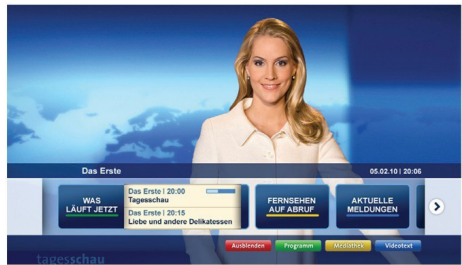 Das Erste
05.02.10 | 20:06
WAS
LÄUFT JETZT
Das Erste | 20:00
Tagesschau
Das Erste | 20:15
Liebe und andere Delikatessen
FERNSEHEN
AUF ABRUF
AKTUELLE
MELDUNGEN
Ausblenden
Programm
Mediathek
Videotext
tagesschau